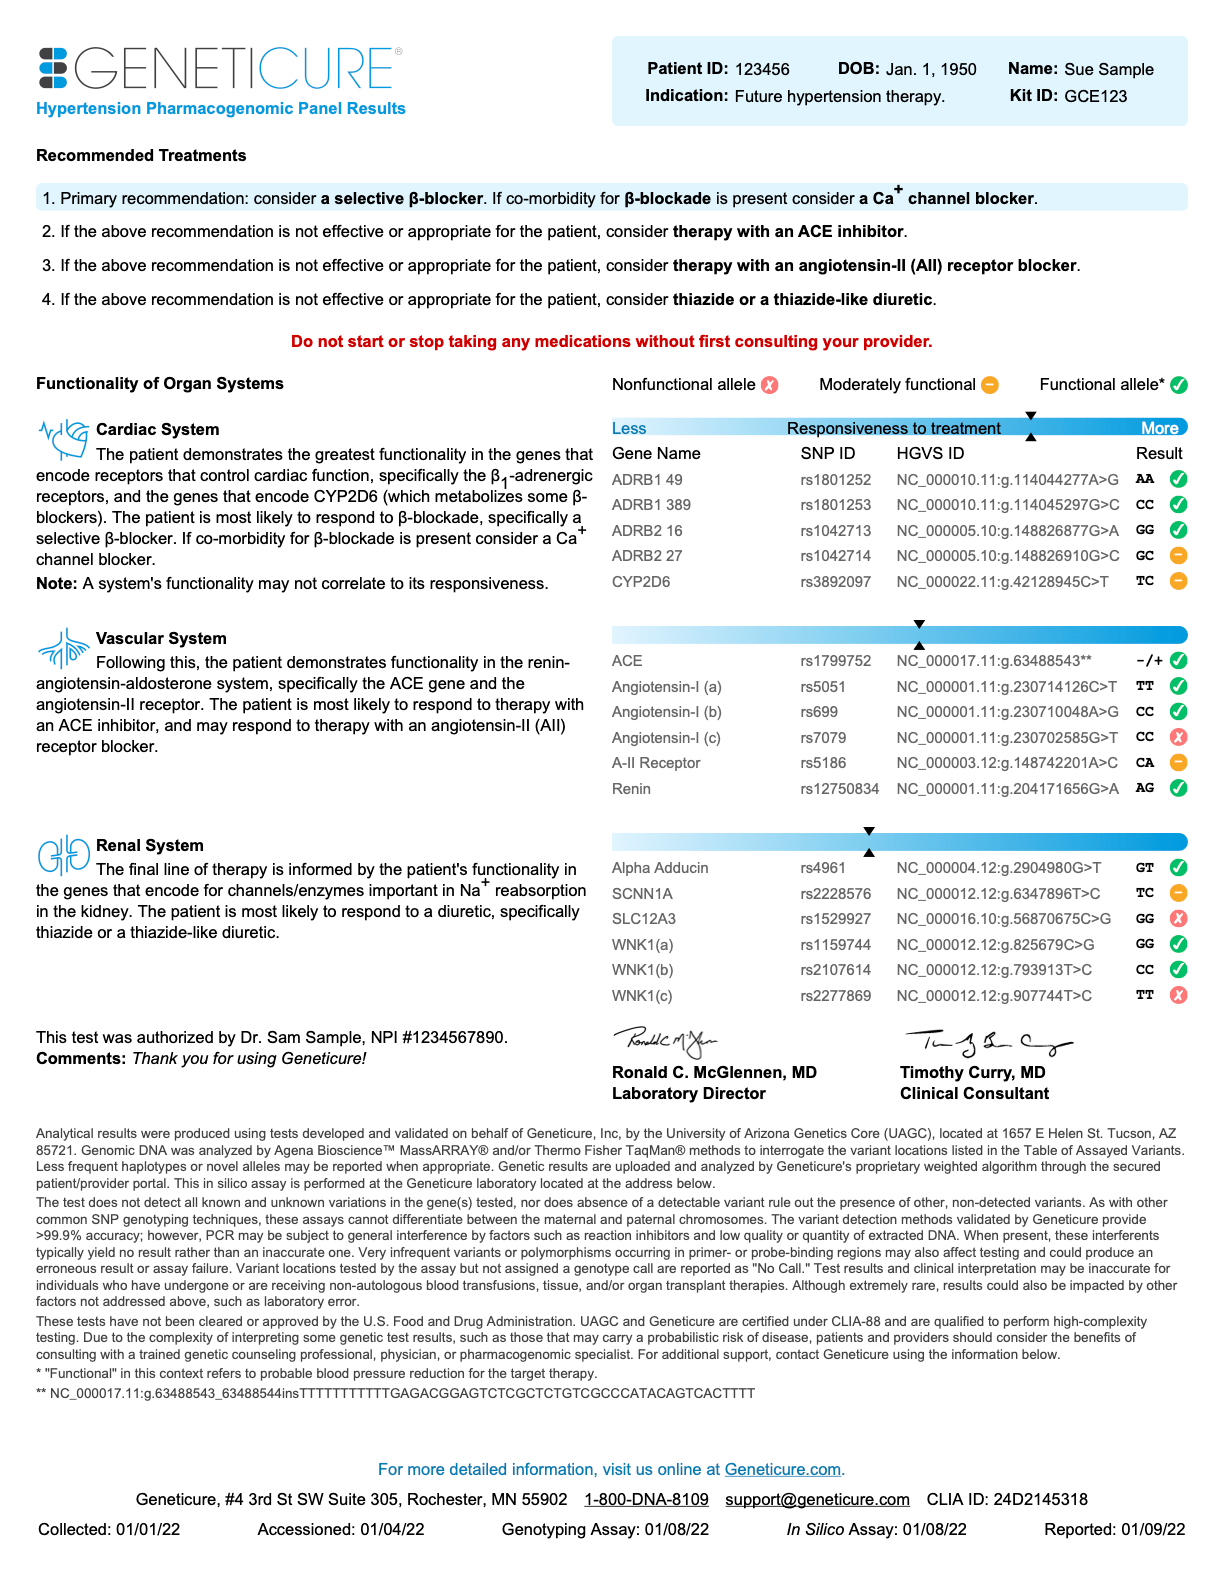 GENETICURE®
Hypertension Pharmacogenomic Panel Results
Patient ID: 123456 DOB: Jan. 1, 1950 Name: Sue Sample
Indication: Future hypertension therapy. Kit ID: GCE123
Recommended Treatments
1. Primary recommendation: consider a selective β-blocker. If co-morbidity for β-blockade is present consider a Ca+ channel blocker.
2. If the above recommendation is not effective or appropriate for the patient, consider therapy with an ACE inhibitor.
3. If the above recommendation is not effective or appropriate for the patient, consider therapy with an angiotensin-II (AII) receptor blocker.
4. If the above recommendation is not effective or appropriate for the patient, consider thiazide or a thiazide-like diuretic.
Do not start or stop taking any medications without first consulting your provider.
Functionality of Organ Systems
Nonfunctional allele ✗ Moderately functional − Functional allele* ✓
Cardiac System
The patient demonstrates the greatest functionality in the genes that
encode receptors that control cardiac function, specifically the β1-adrenergic
receptors, and the genes that encode CYP2D6 (which metabolizes some β-
blockers). The patient is most likely to respond to β-blockade, specifically a
selective β-blocker. If co-morbidity for β-blockade is present consider a Ca+
channel blocker.
Note: A system's functionality may not correlate to its responsiveness.
Less Responsiveness to treatment More
Gene Name SNP ID HGVS ID Result
ADRB1 49 rs1801252 NC_000010.11:g.114044277A>G AA ✓
ADRB1 389 rs1801253 NC_000010.11:g.114045297G>C CC ✓
ADRB2 16 rs1042713 NC_000005.10:g.148826877G>A GG ✓
ADRB2 27 rs1042714 NC_000005.10:g.148826910G>C GC −
CYP2D6 rs3892097 NC_000022.11:g.42128945C>T TC −
Vascular System
Following this, the patient demonstrates functionality in the renin-
angiotensin-aldosterone system, specifically the ACE gene and the
angiotensin-II receptor. The patient is most likely to respond to therapy with
an ACE inhibitor, and may respond to therapy with an angiotensin-II (AII)
receptor blocker.
ACE rs1799752 NC_000017.11:g.63488543** -/+ ✓
Angiotensin-I (a) rs5051 NC_000001.11:g.230714126C>T TT ✓
Angiotensin-I (b) rs699 NC_000001.11:g.230710048A>G CC ✓
Angiotensin-I (c) rs7079 NC_000001.11:g.230702585G>T CC ✗
A-II Receptor rs5186 NC_000003.12:g.148742201A>C CA −
Renin rs12750834 NC_000001.11:g.204171656G>A AG ✓
Renal System
The final line of therapy is informed by the patient's functionality in
the genes that encode for channels/enzymes important in Na+ reabsorption
in the kidney. The patient is most likely to respond to a diuretic, specifically
thiazide or a thiazide-like diuretic.
Alpha Adducin rs4961 NC_000004.12:g.2904980G>T GT ✓
SCNN1A rs2228576 NC_000012.12:g.6347896T>C TC −
SLC12A3 rs1529927 NC_000016.10:g.56870675C>G GG ✗
WNK1(a) rs1159744 NC_000012.12:g.825679C>G GG ✓
WNK1(b) rs2107614 NC_000012.12:g.793913T>C CC ✓
WNK1(c) rs2277869 NC_000012.12:g.907744T>C TT ✗
This test was authorized by Dr. Sam Sample, NPI #1234567890.
Comments: Thank you for using Geneticure!
Ronald C. McGlennen, MD
Laboratory Director
Timothy Curry, MD
Clinical Consultant
Analytical results were produced using tests developed and validated on behalf of Geneticure, Inc, by the University of Arizona Genetics Core (UAGC), located at 1657 E Helen St. Tucson, AZ
85721. Genomic DNA was analyzed by Agena Bioscience™ MassARRAY® and/or Thermo Fisher TaqMan® methods to interrogate the variant locations listed in the Table of Assayed Variants.
Less frequent haplotypes or novel alleles may be reported when appropriate. Genetic results are uploaded and analyzed by Geneticure's proprietary weighted algorithm through the secured
patient/provider portal. This in silico assay is performed at the Geneticure laboratory located at the address below.
The test does not detect all known and unknown variations in the gene(s) tested, nor does absence of a detectable variant rule out the presence of other, non-detected variants. As with other
common SNP genotyping techniques, these assays cannot differentiate between the maternal and paternal chromosomes. The variant detection methods validated by Geneticure provide
>99.9% accuracy; however, PCR may be subject to general interference by factors such as reaction inhibitors and low quality or quantity of extracted DNA. When present, these interferents
typically yield no result rather than an inaccurate one. Very infrequent variants or polymorphisms occurring in primer- or probe-binding regions may also affect testing and could produce an
erroneous result or assay failure. Variant locations tested by the assay but not assigned a genotype call are reported as "No Call." Test results and clinical interpretation may be inaccurate for
individuals who have undergone or are receiving non-autologous blood transfusions, tissue, and/or organ transplant therapies. Although extremely rare, results could also be impacted by other
factors not addressed above, such as laboratory error.
These tests have not been cleared or approved by the U.S. Food and Drug Administration. UAGC and Geneticure are certified under CLIA-88 and are qualified to perform high-complexity
testing. Due to the complexity of interpreting some genetic test results, such as those that may carry a probabilistic risk of disease, patients and providers should consider the benefits of
consulting with a trained genetic counseling professional, physician, or pharmacogenomic specialist. For additional support, contact Geneticure using the information below.
* "Functional" in this context refers to probable blood pressure reduction for the target therapy.
** NC_000017.11:g.63488543_63488544insTTTTTTTTTTTGAGACGGAGTCTCGCTCTGTCGCCCATACAGTCACTTTT
For more detailed information, visit us online at Geneticure.com.
Geneticure, #4 3rd St SW Suite 305, Rochester, MN 55902 1-800-DNA-8109 support@geneticure.com CLIA ID: 24D2145318
Collected: 01/01/22 Accessioned: 01/04/22 Genotyping Assay: 01/08/22 In Silico Assay: 01/08/22 Reported: 01/09/22